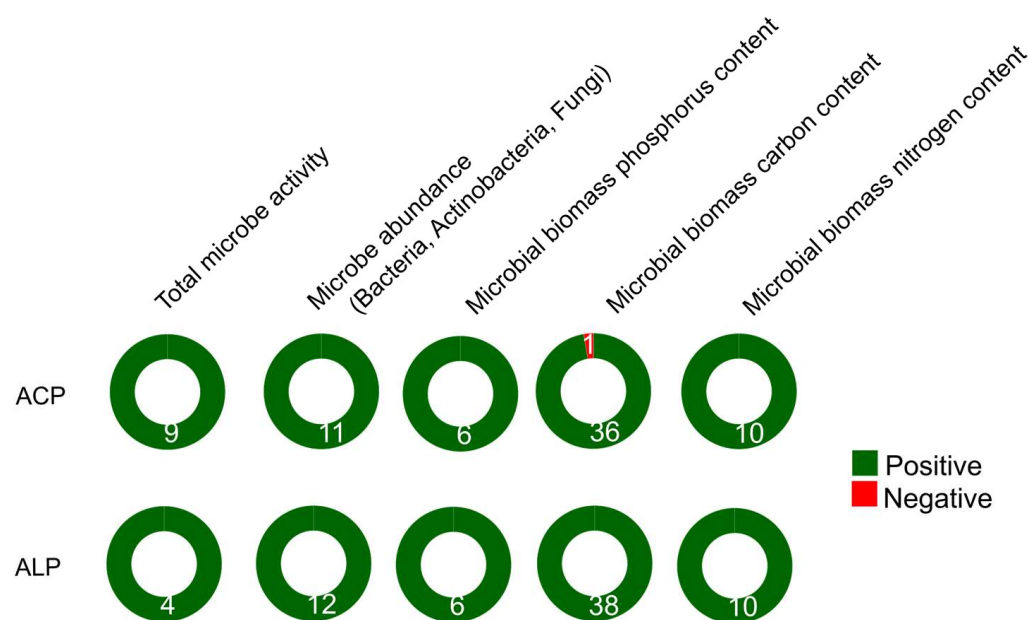 Total microbe activity
Microbe abundance
(Bacteria, Actinobacteria, Fungi)
Microbial biomass phosphorus content
Microbial biomass carbon content
Microbial biomass nitrogen content
ACP
9
11
6
1
36
10
Positive
Negative
ALP
4
12
6
38
10